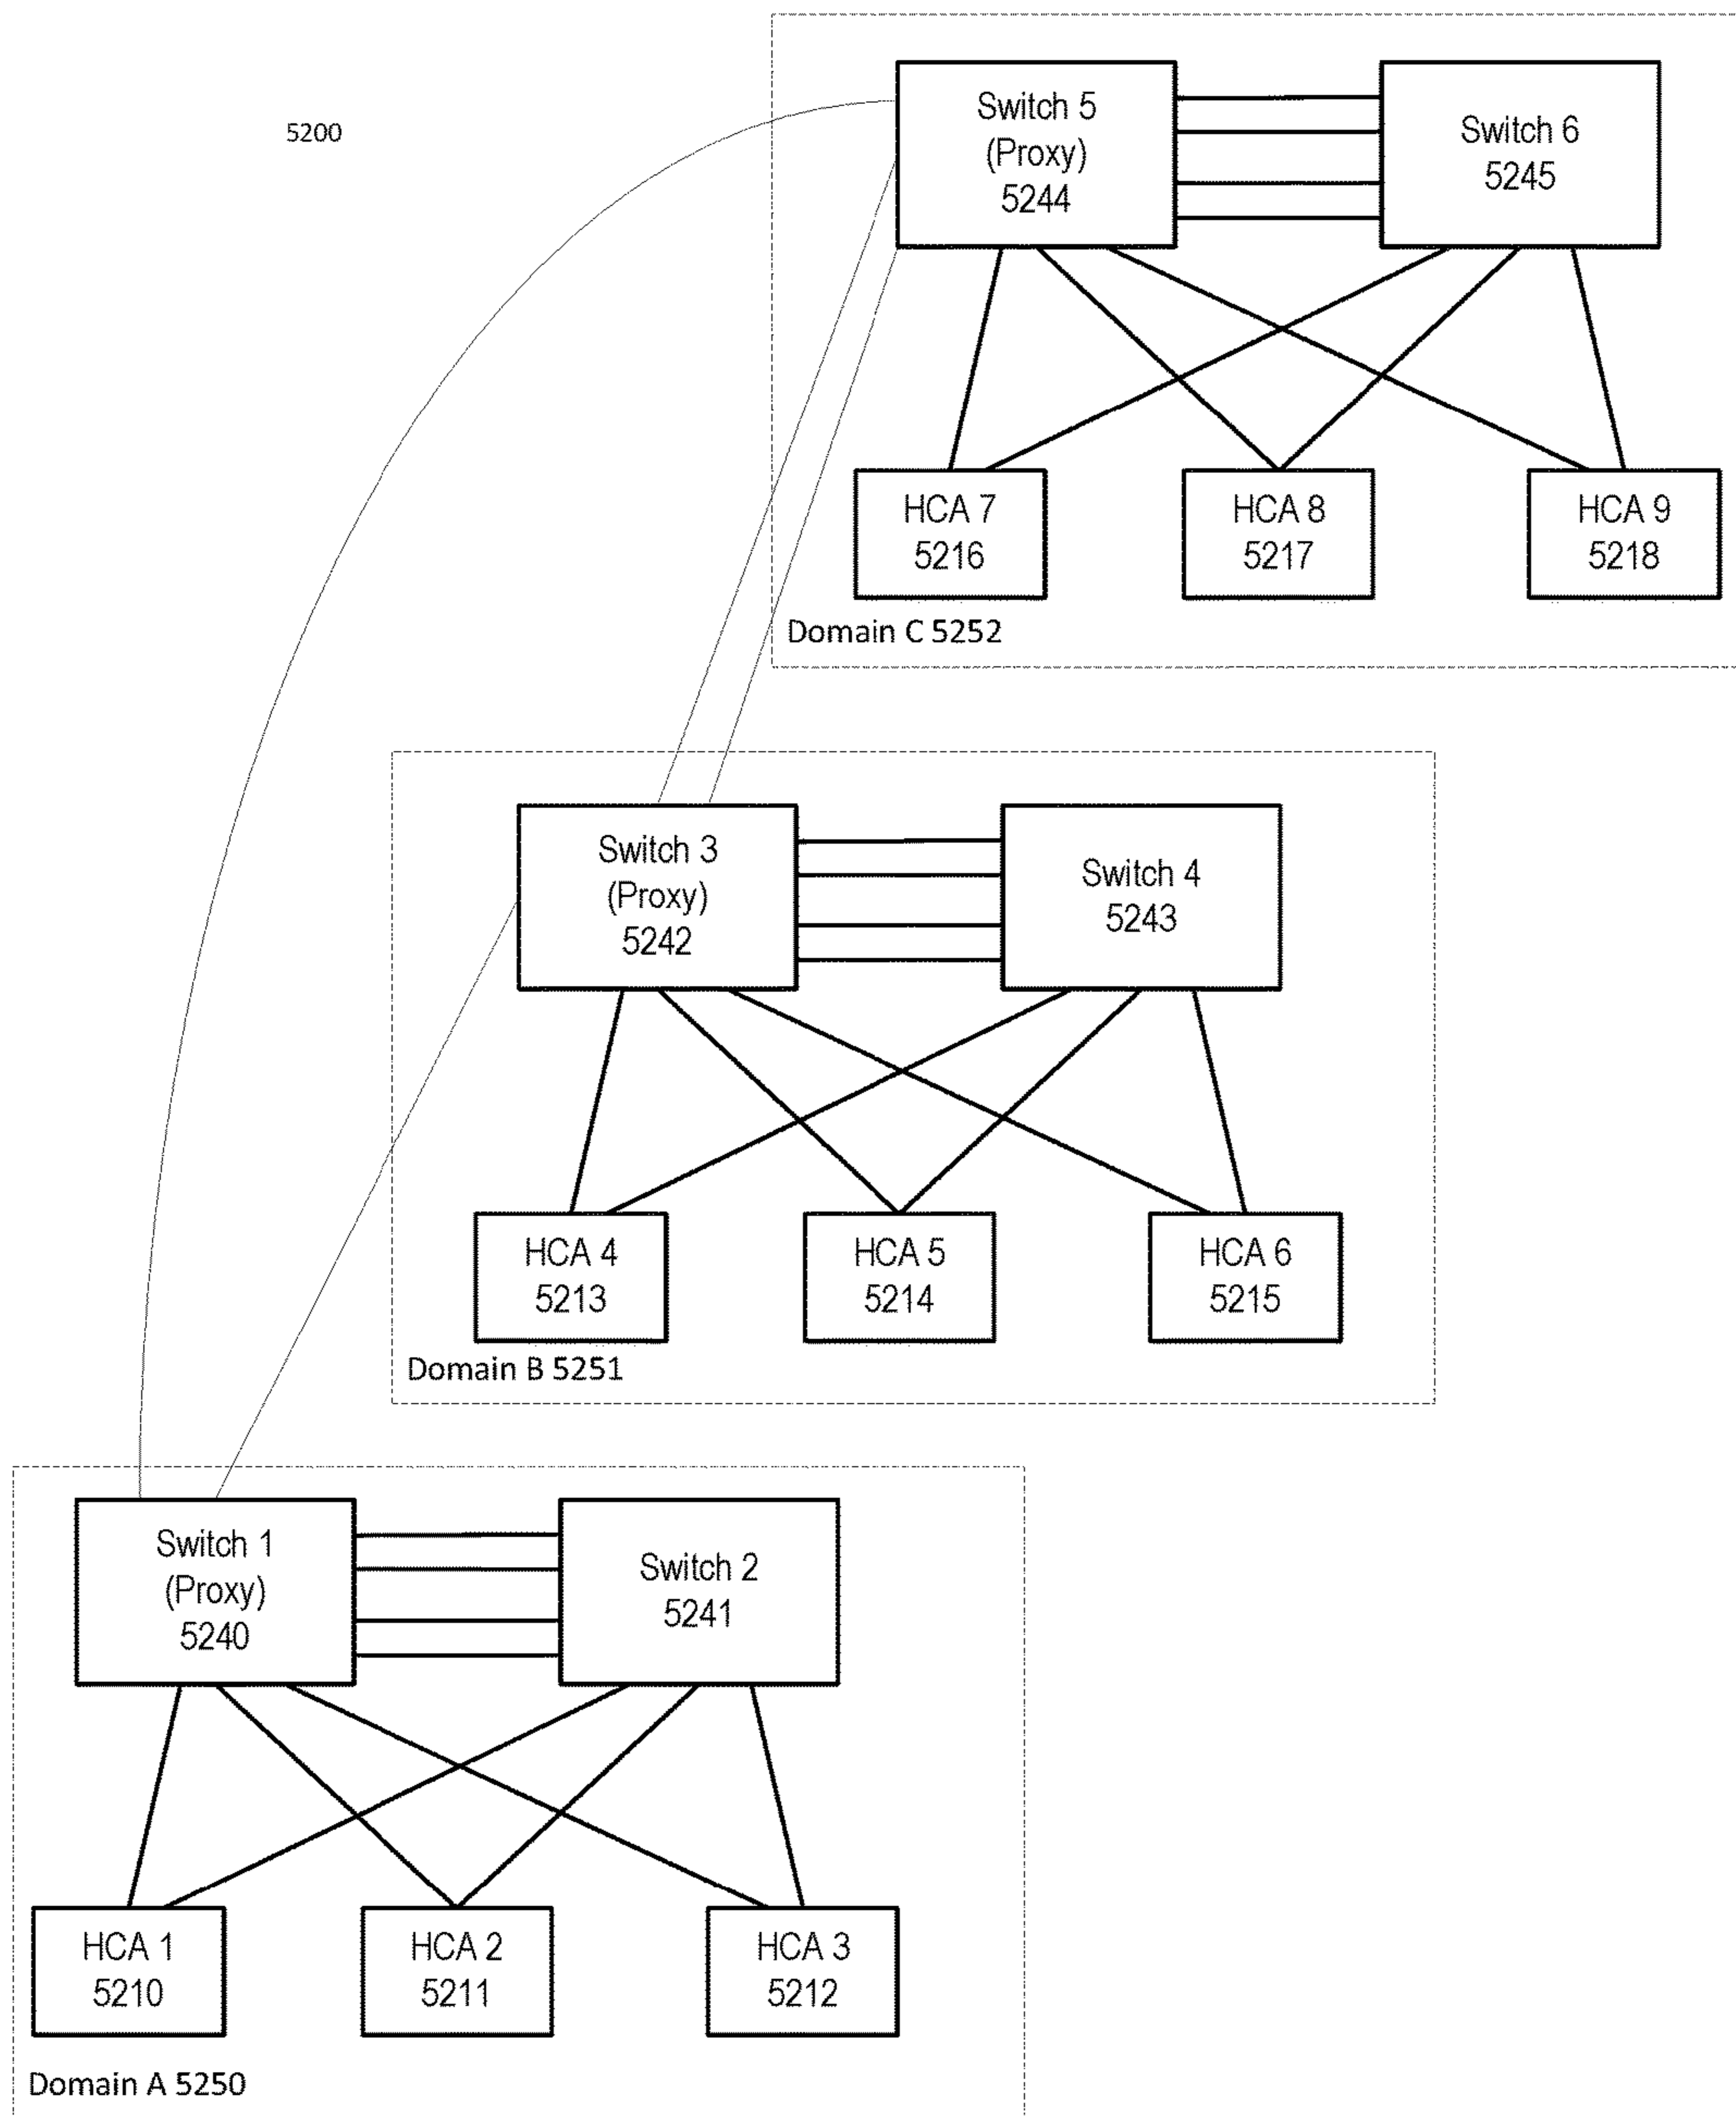 5200
Switch 5
(Proxy)
5244
Switch 6
5245
HCA 7
5216
HCA 8
5217
HCA 9
5218
Domain C 5252
Switch 3
(Proxy)
5242
Switch 4
5243
HCA 4
5213
HCA 5
5214
HCA 6
5215
Domain B 5251
Switch 1
(Proxy)
5240
Switch 2
5241
HCA 1
5210
HCA 2
5211
HCA 3
5212
Domain A 5250